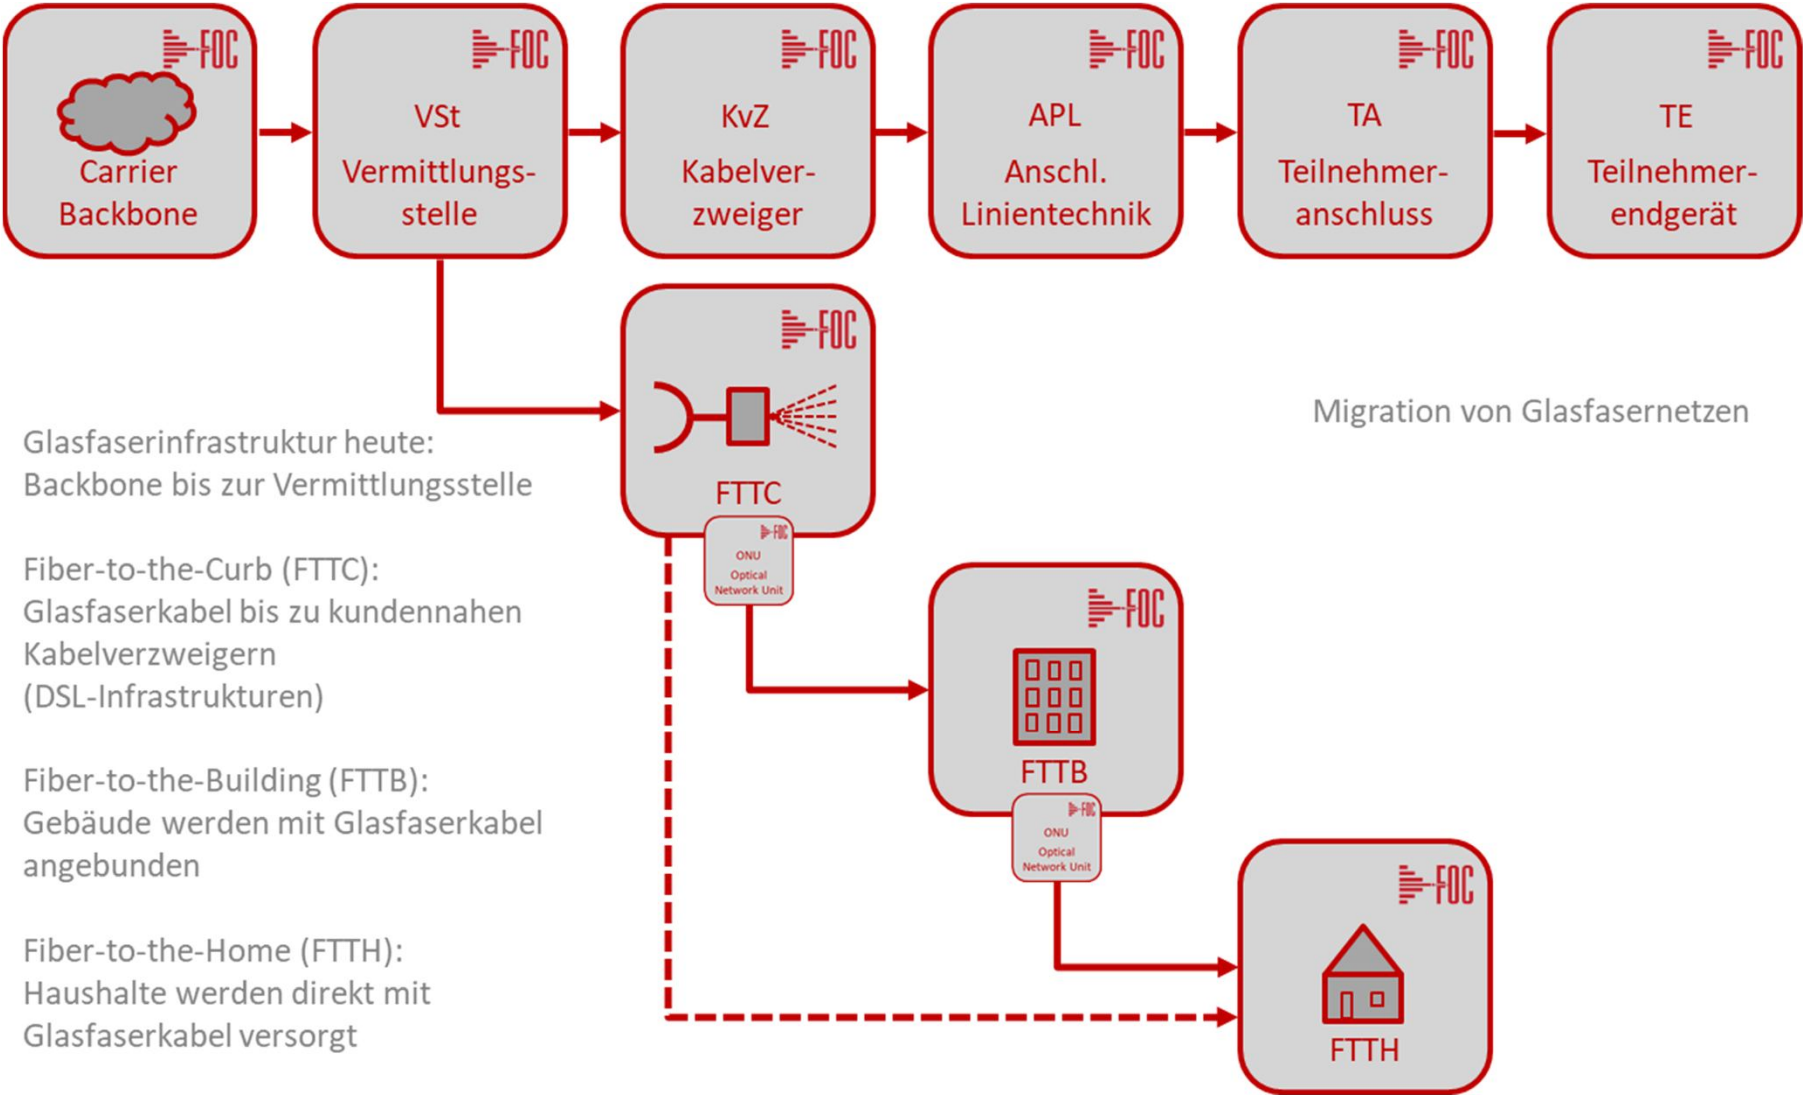 FOC
Carrier
Backbone
FOC
VSt
Vermittlungs-
stelle
FOC
KvZ
Kabelver-
zweiger
FOC
APL
Anschl.
Linientechnik
FOC
TA
Teilnehmer-
anschluss
FOC
TE
Teilnehmer-
endgerät
FOC
FTTC
FOC
ONU
Optical
Network Unit
Migration von Glasfasernetzen
Glasfaserinfrastruktur heute:
Backbone bis zur Vermittlungsstelle
Fiber-to-the-Curb (FTTC):
Glasfaserkabel bis zu kundennahen
Kabelverzweigern
(DSL-Infrastrukturen)
Fiber-to-the-Building (FTTB):
Gebäude werden mit Glasfaserkabel
angebunden
Fiber-to-the-Home (FTTH):
Haushalte werden direkt mit
Glasfaserkabel versorgt
FOC
FTTB
FOC
ONU
Optical
Network Unit
FOC
FTTH